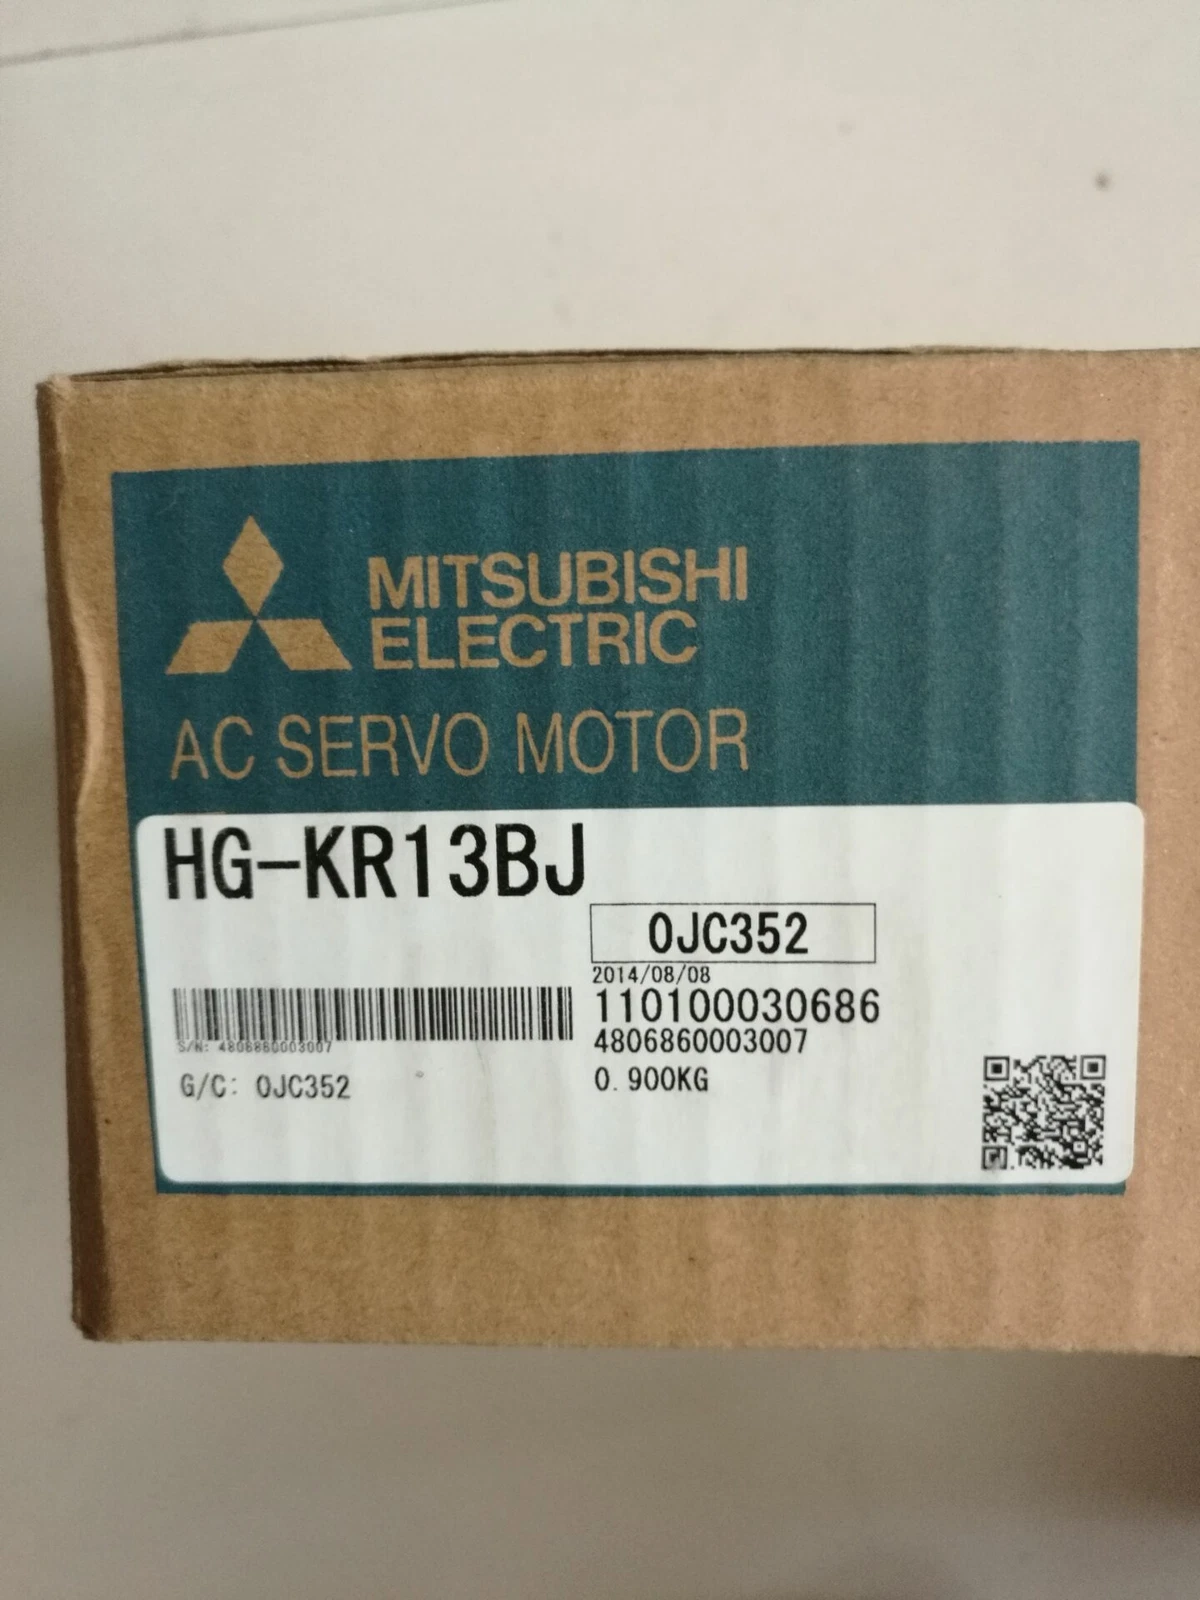 MITSUBISHI
ELECTRIC
AC SERVO MOTOR
HG-KR13BJ
0JC352
2014/08/08
110100030686
4806860003007
S/N: 4806860003007
G/C: 0JC352
0.900KG